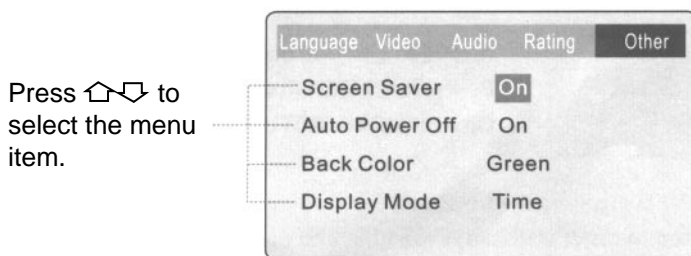 Language Video Audio Rating Other
Press ⇧⇩ to
select the menu
item.
Screen Saver On
Auto Power Off On
Back Color Green
Display Mode Time